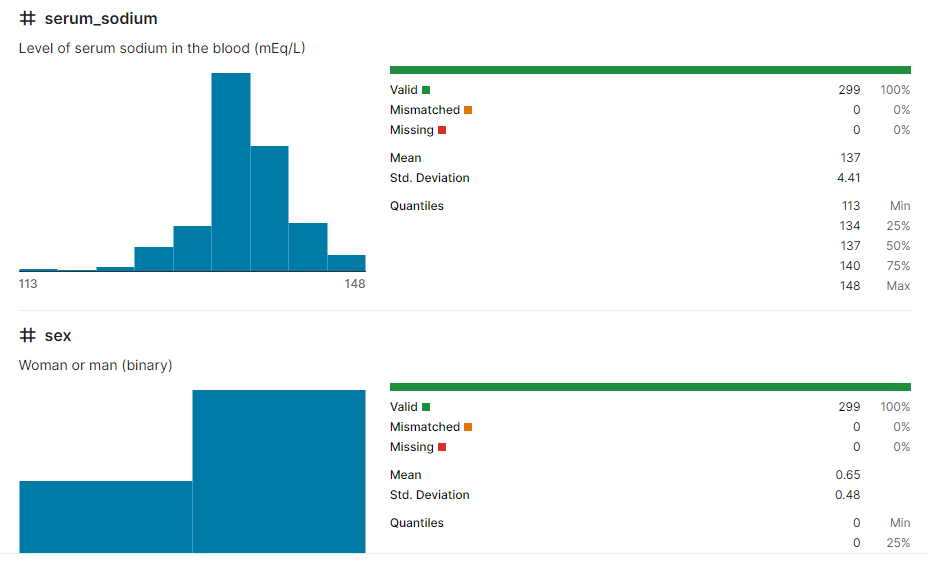 # serum_sodium
Level of serum sodium in the blood (mEq/L)
113 148
Valid 299 100%
Mismatched 0 0%
Missing 0 0%
Mean 137
Std. Deviation 4.41
Quantiles 113 Min
134 25%
137 50%
140 75%
148 Max
# sex
Woman or man (binary)
Valid 299 100%
Mismatched 0 0%
Missing 0 0%
Mean 0.65
Std. Deviation 0.48
Quantiles 0 Min
0 25%